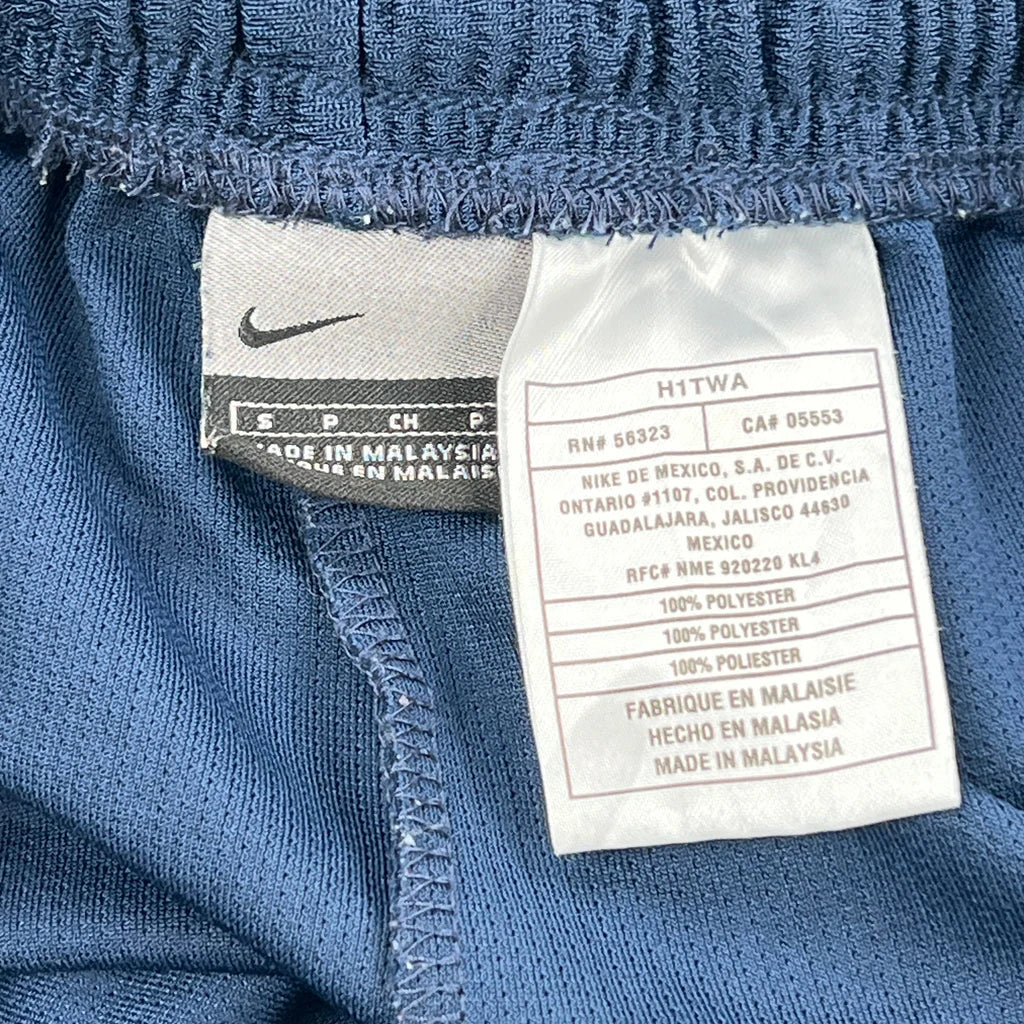 S P CH P
MADE IN MALAYSIA
EN MALAIS
H1TWA
RN# 56323 CA# 05553
NIKE DE MEXICO, S.A. DE C.V.
ONTARIO #1107, COL. PROVIDENCIA
GUADALAJARA, JALISCO 44630
MEXICO
RFC# NME 920220 KL4
100% POLYESTER
100% POLYESTER
100% POLIESTER
FABRIQUE EN MALAISIE
HECHO EN MALASIA
MADE IN MALAYSIA